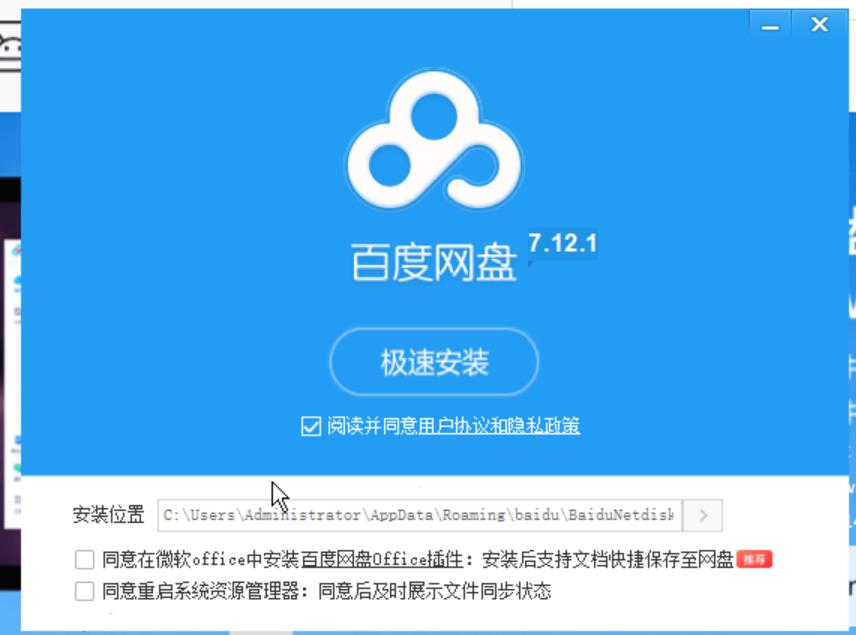 百度网盘 7.12.1
极速安装
阅读并同意用户协议和隐私政策
安装位置 C:\Users\Administrator\AppData\Roaming\baidu\BaiduNetdisk
同意在微软office中安装百度网盘Office插件：安装后支持文档快捷保存至网盘 推荐
同意重启系统资源管理器：同意后及时展示文件同步状态